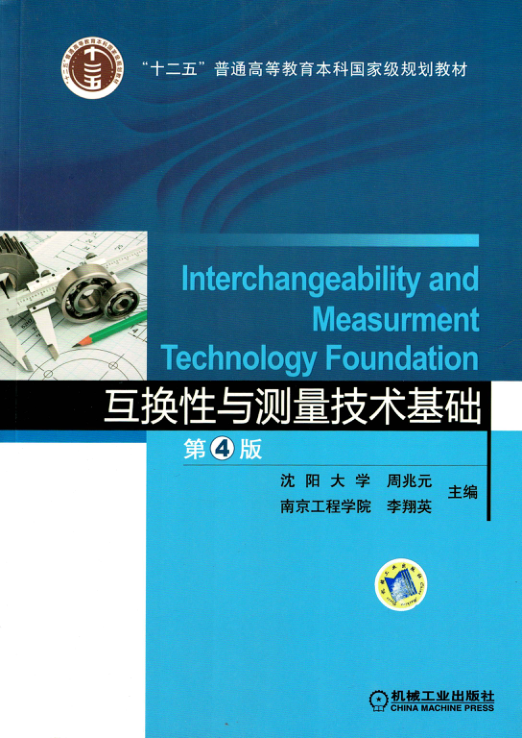 十二五
"十二五"普通高等教育本科国家级规划教材
Interchangeability and
Measurment
Technology Foundation
互换性与测量技术基础
第4版
沈阳大学 周兆元
南京工程学院 李翔英
主编
机械工业出版社
CHINA MACHINE PRESS